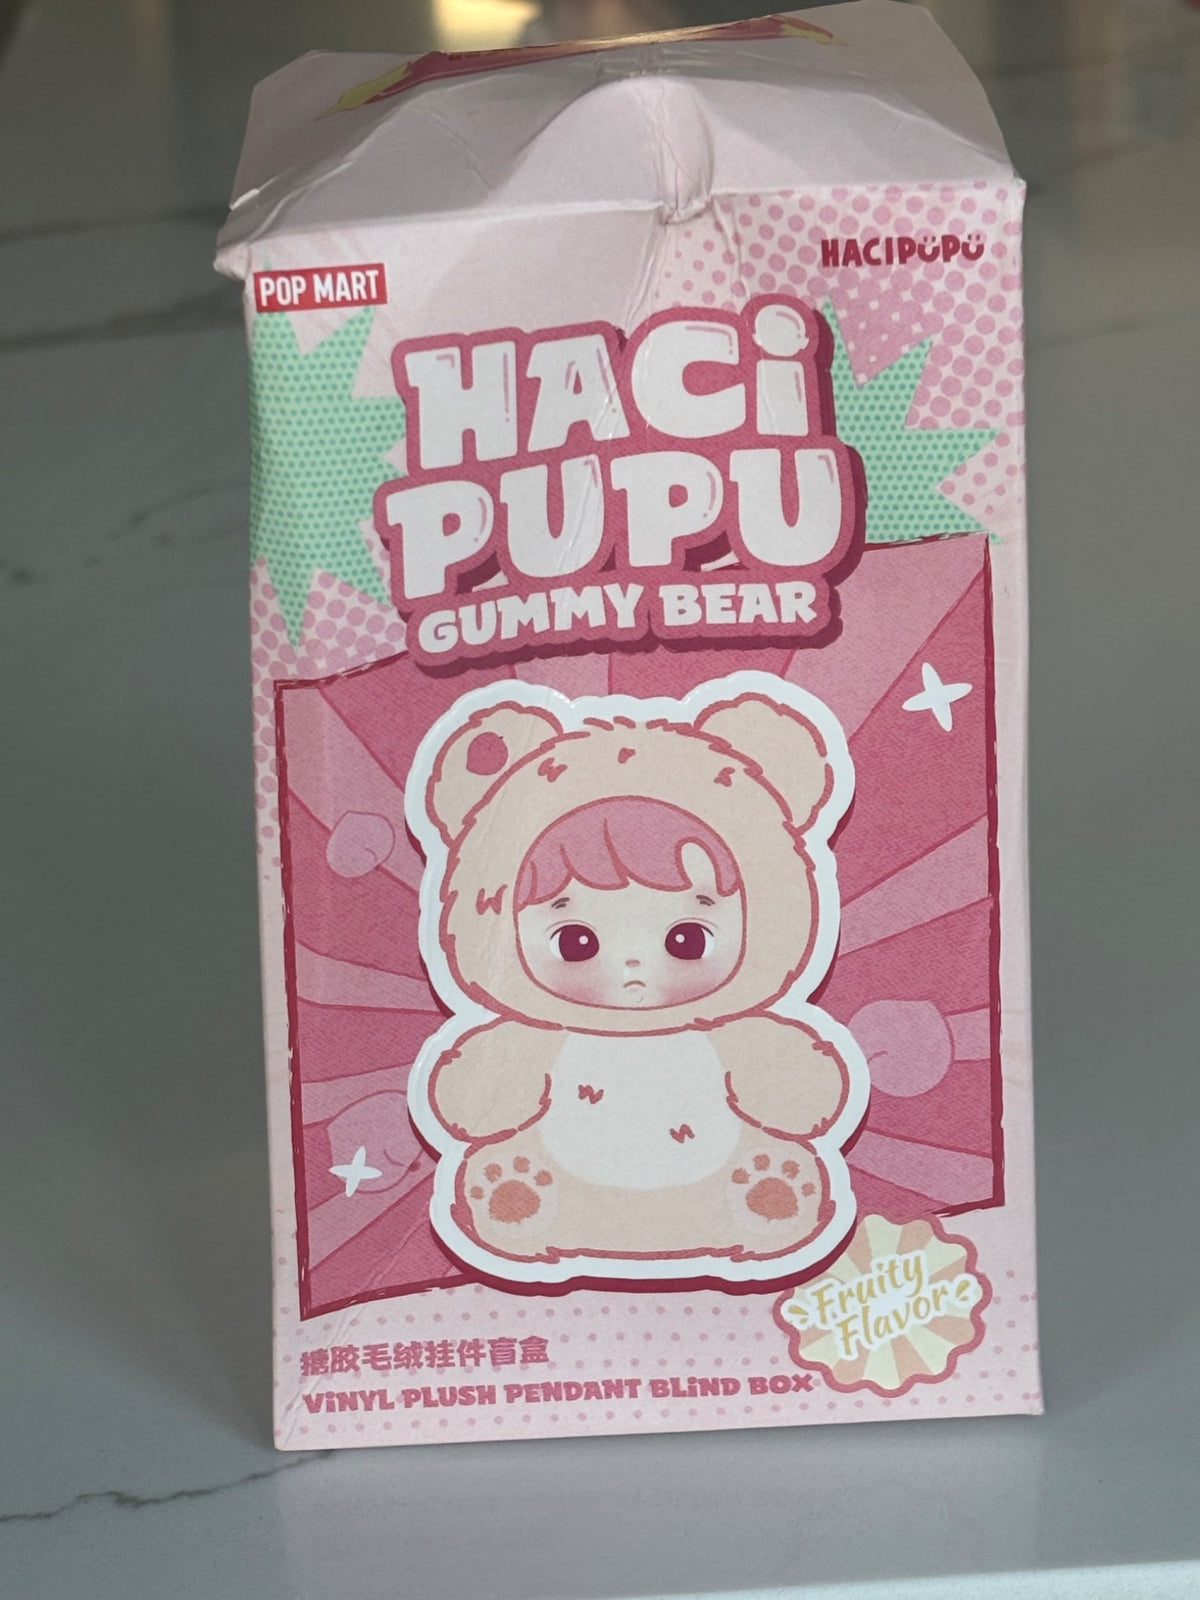 POP MART
HACIPUPU
HACi
PUPU
GUMMY BEAR
Fruity
Flavor
搪胶毛绒挂件盲盒
ViNYL PLUSH PENDANT BLiND BOX